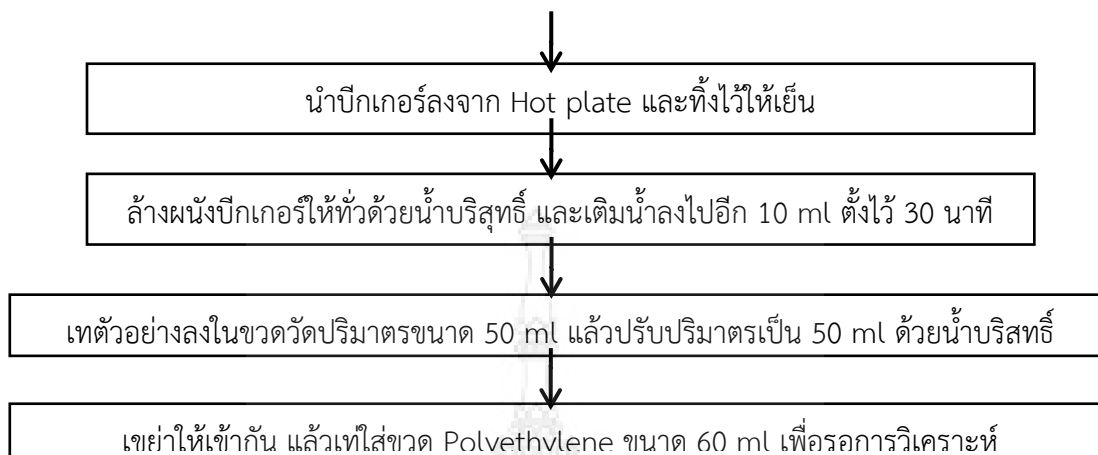 นำบีกเกอร์ลงจาก Hot plate และทิ้งไว้ให้เย็น
ล้างผนังบีกเกอร์ให้ทั่วด้วยน้ำบริสุทธิ์ และเติมน้ำลงไปอีก 10 ml ตั้งไว้ 30 นาที
เทตัวอย่างลงในขวดวัดปริมาตรขนาด 50 ml แล้วปรับปริมาตรเป็น 50 ml ด้วยน้ำบริสทธิ์
เขย่าให้เข้ากัน แล้วเทใส่ขวด Polyethylene ขนาด 60 ml เพื่อรอการวิเคราะห์